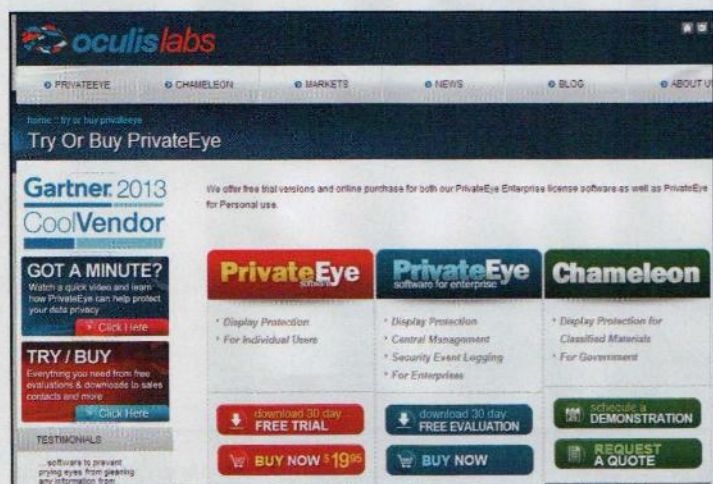 oculislabs
PRIVATEEYE
CHAMELEON
MARKETS
NEWS
BLOG
ABOUT U
home :: try or buy privateeye
Try Or Buy PrivateEye
Gartner 2013
CoolVendor
We offer free trial versions and online purchase for both our PrivateEye Enterprise license software as well as PrivateEye
for Personal use.
GOT A MINUTE?
Watch a quick video and learn
how PrivateEye can help protect
your data privacy
Click Here
TRY / BUY
Everything you need from free
evaluations & downloads to sales
contacts and more
Click Here
TESTIMONIALS
... software to prevent
prying eyes from gleaning
any information from
PrivateEye
software
* Display Protection
* For Individual Users
download 30 day
FREE TRIAL
BUY NOW $19.95
PrivateEye
software for enterprise
* Display Protection
* Central Management
* Security Event Logging
* For Enterprises
download 30 day
FREE EVALUATION
BUY NOW
Chameleon
* Display Protection for
Classified Materials
* For Government
schedule a
DEMONSTRATION
REQUEST
A QUOTE